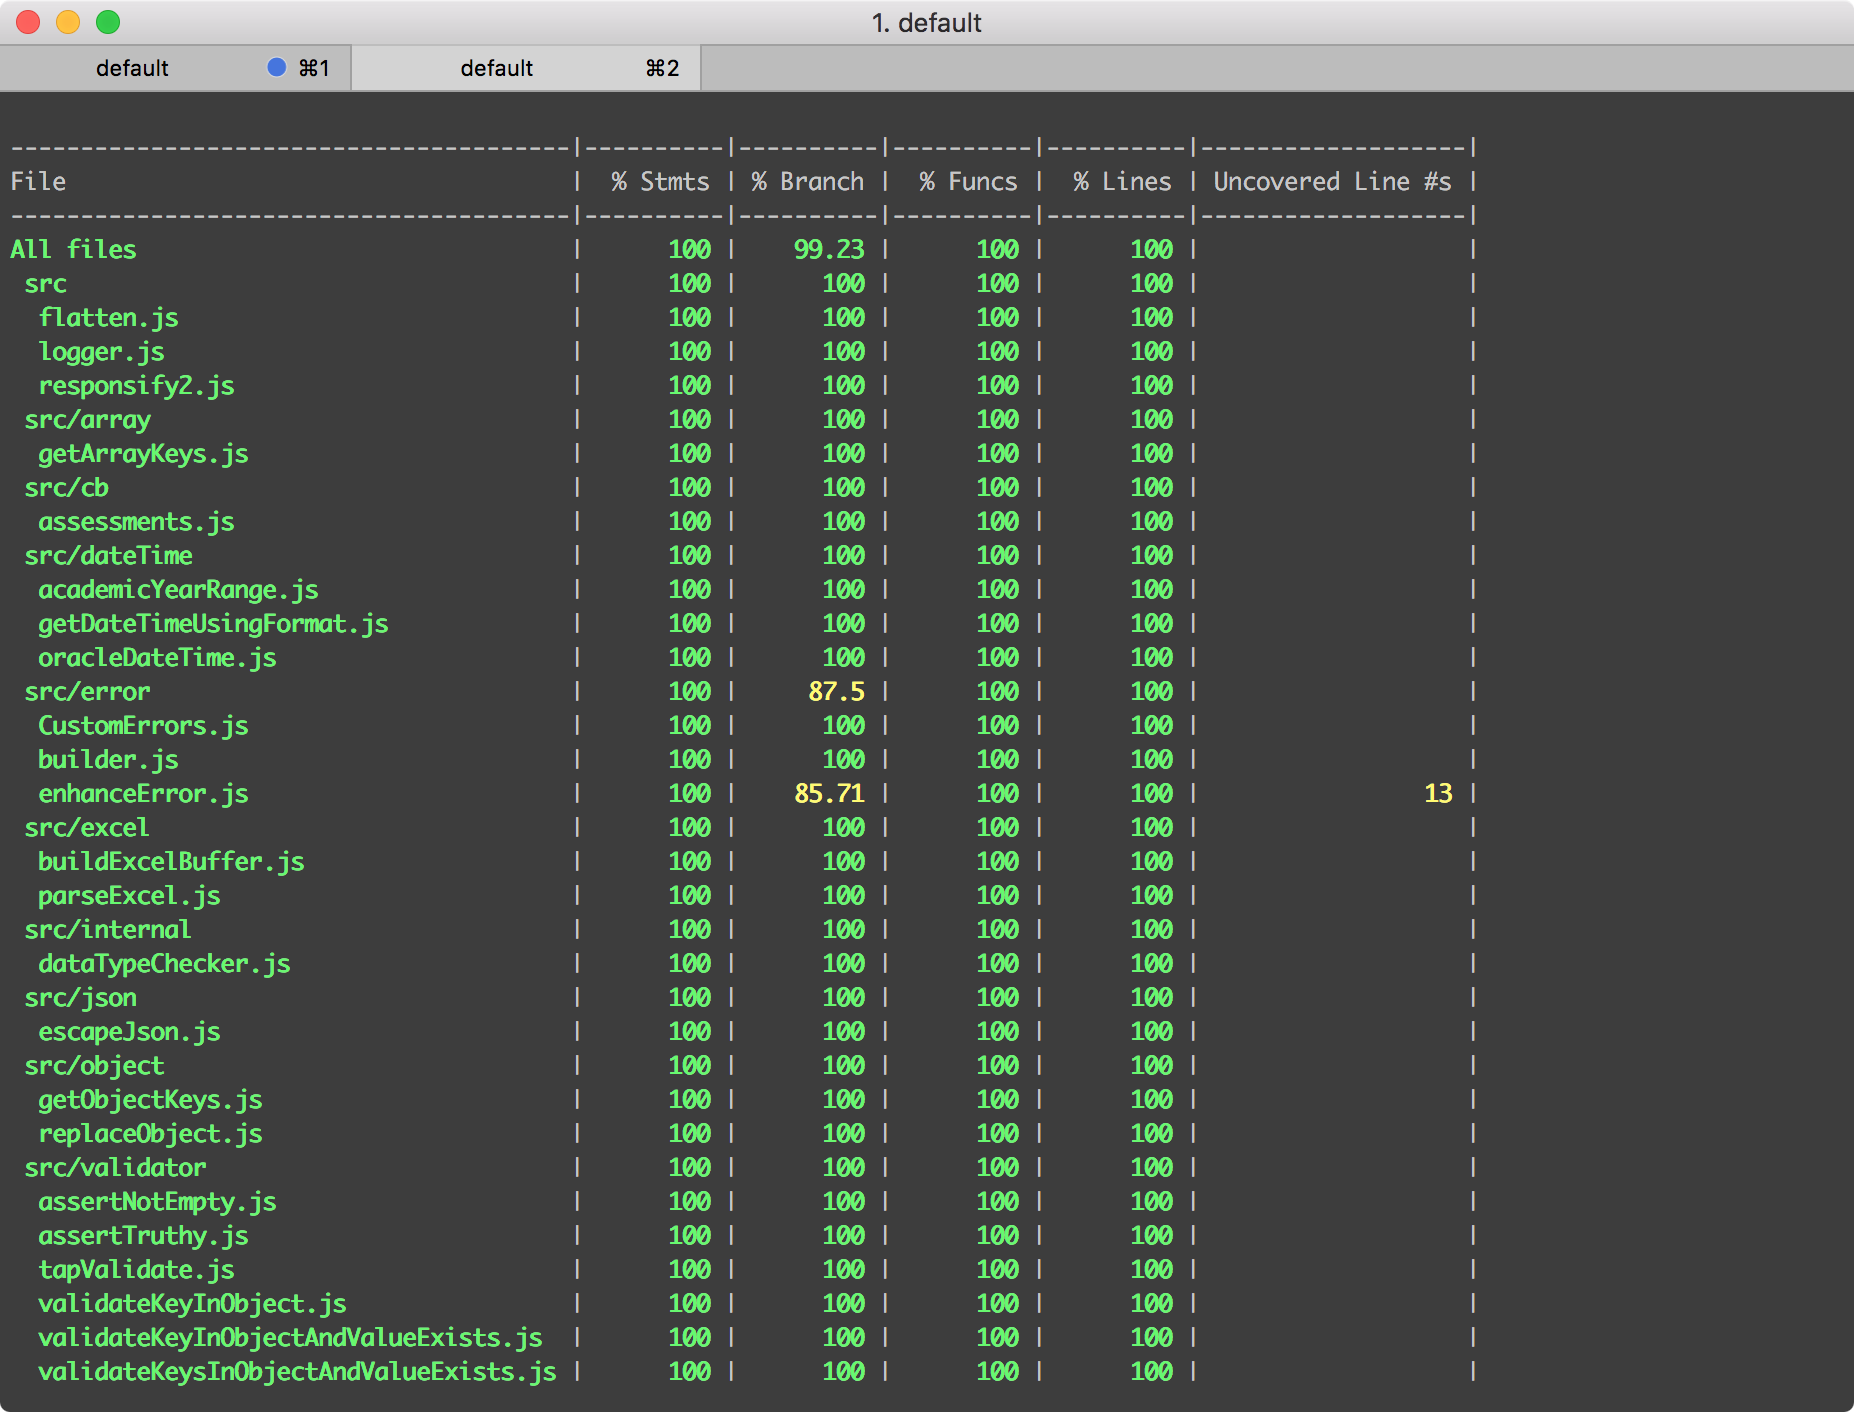 1. default
default ⌘1 default ⌘2
----------------------------------------|----------|----------|----------|----------|-------------------|
File                                    |  % Stmts | % Branch |  % Funcs |  % Lines | Uncovered Line #s |
----------------------------------------|----------|----------|----------|----------|-------------------|
All files                               |      100 |    99.23 |      100 |      100 |                   |
 src                                    |      100 |      100 |      100 |      100 |                   |
  flatten.js                            |      100 |      100 |      100 |      100 |                   |
  logger.js                             |      100 |      100 |      100 |      100 |                   |
  responsify2.js                        |      100 |      100 |      100 |      100 |                   |
 src/array                              |      100 |      100 |      100 |      100 |                   |
  getArrayKeys.js                       |      100 |      100 |      100 |      100 |                   |
 src/cb                                 |      100 |      100 |      100 |      100 |                   |
  assessments.js                        |      100 |      100 |      100 |      100 |                   |
 src/dateTime                           |      100 |      100 |      100 |      100 |                   |
  academicYearRange.js                  |      100 |      100 |      100 |      100 |                   |
  getDateTimeUsingFormat.js             |      100 |      100 |      100 |      100 |                   |
  oracleDateTime.js                     |      100 |      100 |      100 |      100 |                   |
 src/error                              |      100 |     87.5 |      100 |      100 |                   |
  CustomErrors.js                       |      100 |      100 |      100 |      100 |                   |
  builder.js                            |      100 |      100 |      100 |      100 |                   |
  enhanceError.js                       |      100 |    85.71 |      100 |      100 |                13 |
 src/excel                              |      100 |      100 |      100 |      100 |                   |
  buildExcelBuffer.js                   |      100 |      100 |      100 |      100 |                   |
  parseExcel.js                         |      100 |      100 |      100 |      100 |                   |
 src/internal                           |      100 |      100 |      100 |      100 |                   |
  dataTypeChecker.js                    |      100 |      100 |      100 |      100 |                   |
 src/json                               |      100 |      100 |      100 |      100 |                   |
  escapeJson.js                         |      100 |      100 |      100 |      100 |                   |
 src/object                             |      100 |      100 |      100 |      100 |                   |
  getObjectKeys.js                      |      100 |      100 |      100 |      100 |                   |
  replaceObject.js                      |      100 |      100 |      100 |      100 |                   |
 src/validator                          |      100 |      100 |      100 |      100 |                   |
  assertNotEmpty.js                     |      100 |      100 |      100 |      100 |                   |
  assertTruthy.js                       |      100 |      100 |      100 |      100 |                   |
  tapValidate.js                        |      100 |      100 |      100 |      100 |                   |
  validateKeyInObject.js                |      100 |      100 |      100 |      100 |                   |
  validateKeyInObjectAndValueExists.js  |      100 |      100 |      100 |      100 |                   |
  validateKeysInObjectAndValueExists.js |      100 |      100 |      100 |      100 |                   |